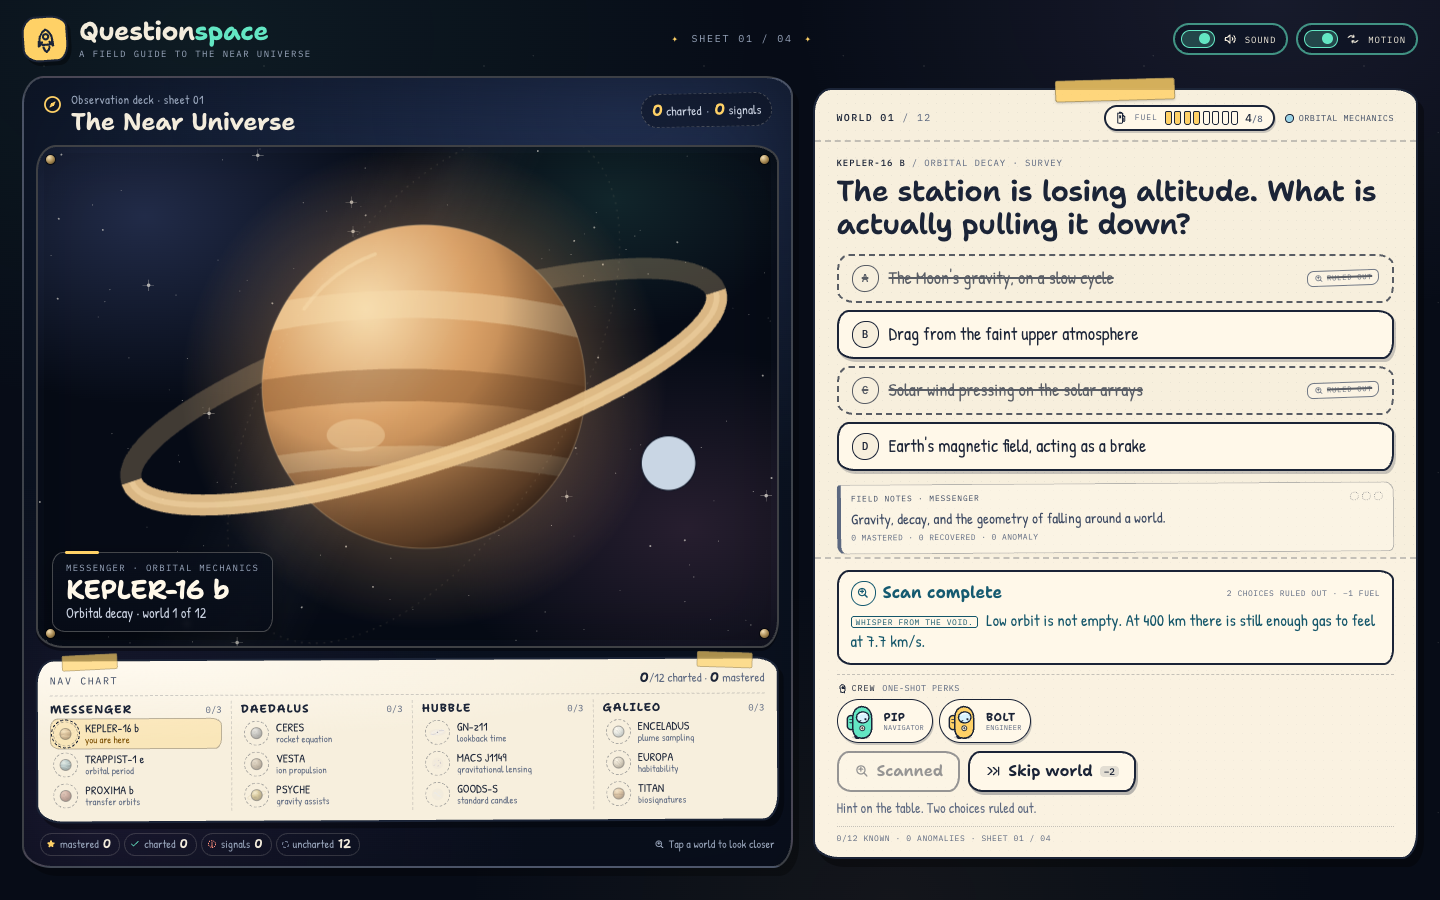 Questionspace
A FIELD GUIDE TO THE NEAR UNIVERSE
SHEET 01 / 04
SOUND
MOTION
Observation deck · sheet 01
The Near Universe
0 charted · 0 signals
MESSENGER · ORBITAL MECHANICS
KEPLER-16 b
Orbital decay · world 1 of 12
NAV CHART
0/12 charted · 0 mastered
MESSENGER 0/3
KEPLER-16 b
you are here
TRAPPIST-1 e
orbital period
PROXIMA b
transfer orbits
DAEDALUS 0/3
CERES
rocket equation
VESTA
ion propulsion
PSYCHE
gravity assists
HUBBLE 0/3
GN-z11
lookback time
MACS J1149
gravitational lensing
GOODS-S
standard candles
GALILEO 0/3
ENCELADUS
plume sampling
EUROPA
habitability
TITAN
biosignatures
mastered 0
charted 0
signals 0
uncharted 12
Tap a world to look closer
WORLD 01 / 12
FUEL 4/8
ORBITAL MECHANICS
KEPLER-16 B / ORBITAL DECAY · SURVEY
The station is losing altitude. What is
actually pulling it down?
A The Moon's gravity, on a slow cycle RULED OUT
B Drag from the faint upper atmosphere
C Solar wind pressing on the solar arrays RULED OUT
D Earth's magnetic field, acting as a brake
FIELD NOTES · MESSENGER
Gravity, decay, and the geometry of falling around a world.
0 MASTERED · 0 RECOVERED · 0 ANOMALY
Scan complete
2 CHOICES RULED OUT · −1 FUEL
WHISPER FROM THE VOID. Low orbit is not empty. At 400 km there is still enough gas to feel
at 7.7 km/s.
CREW ONE-SHOT PERKS
PIP
NAVIGATOR
BOLT
ENGINEER
Scanned
Skip world −2
Hint on the table. Two choices ruled out.
0/12 KNOWN · 0 ANOMALIES · SHEET 01 / 04